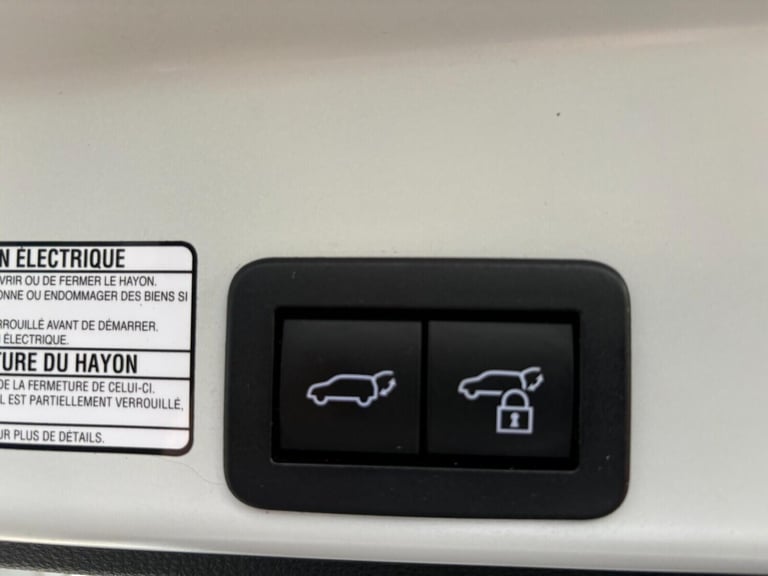 N ÉLECTRIQUE
VRIR OU DE FERMER LE HAYON.
ONNE OU ENDOMMAGER DES BIENS SI
RROUILLÉ AVANT DE DÉMARRER.
ÉLECTRIQUE.
TURE DU HAYON
DE LA FERMETURE DE CELUI-CI.
L EST PARTIELLEMENT VERROUILLÉ,
UR PLUS DE DÉTAILS.